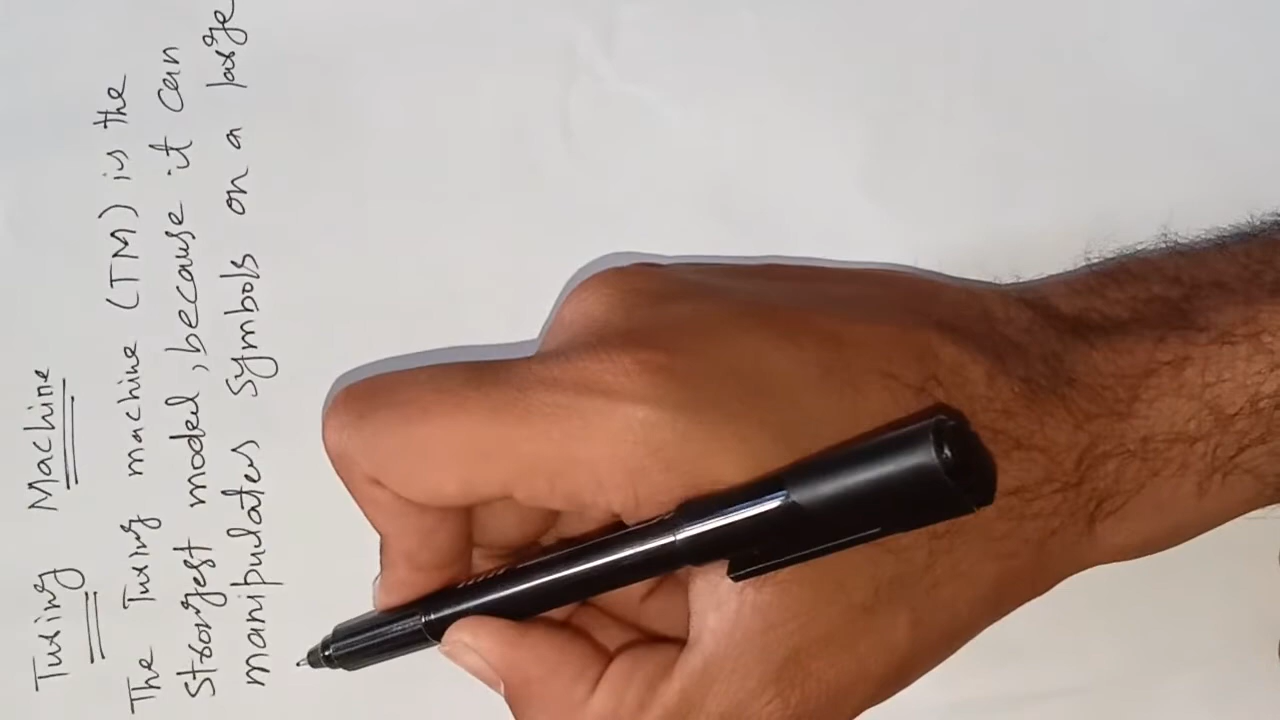 Turing Machine
The Turing machine (TM) is the
Strongest model, because it can
manipulates symbols on a large